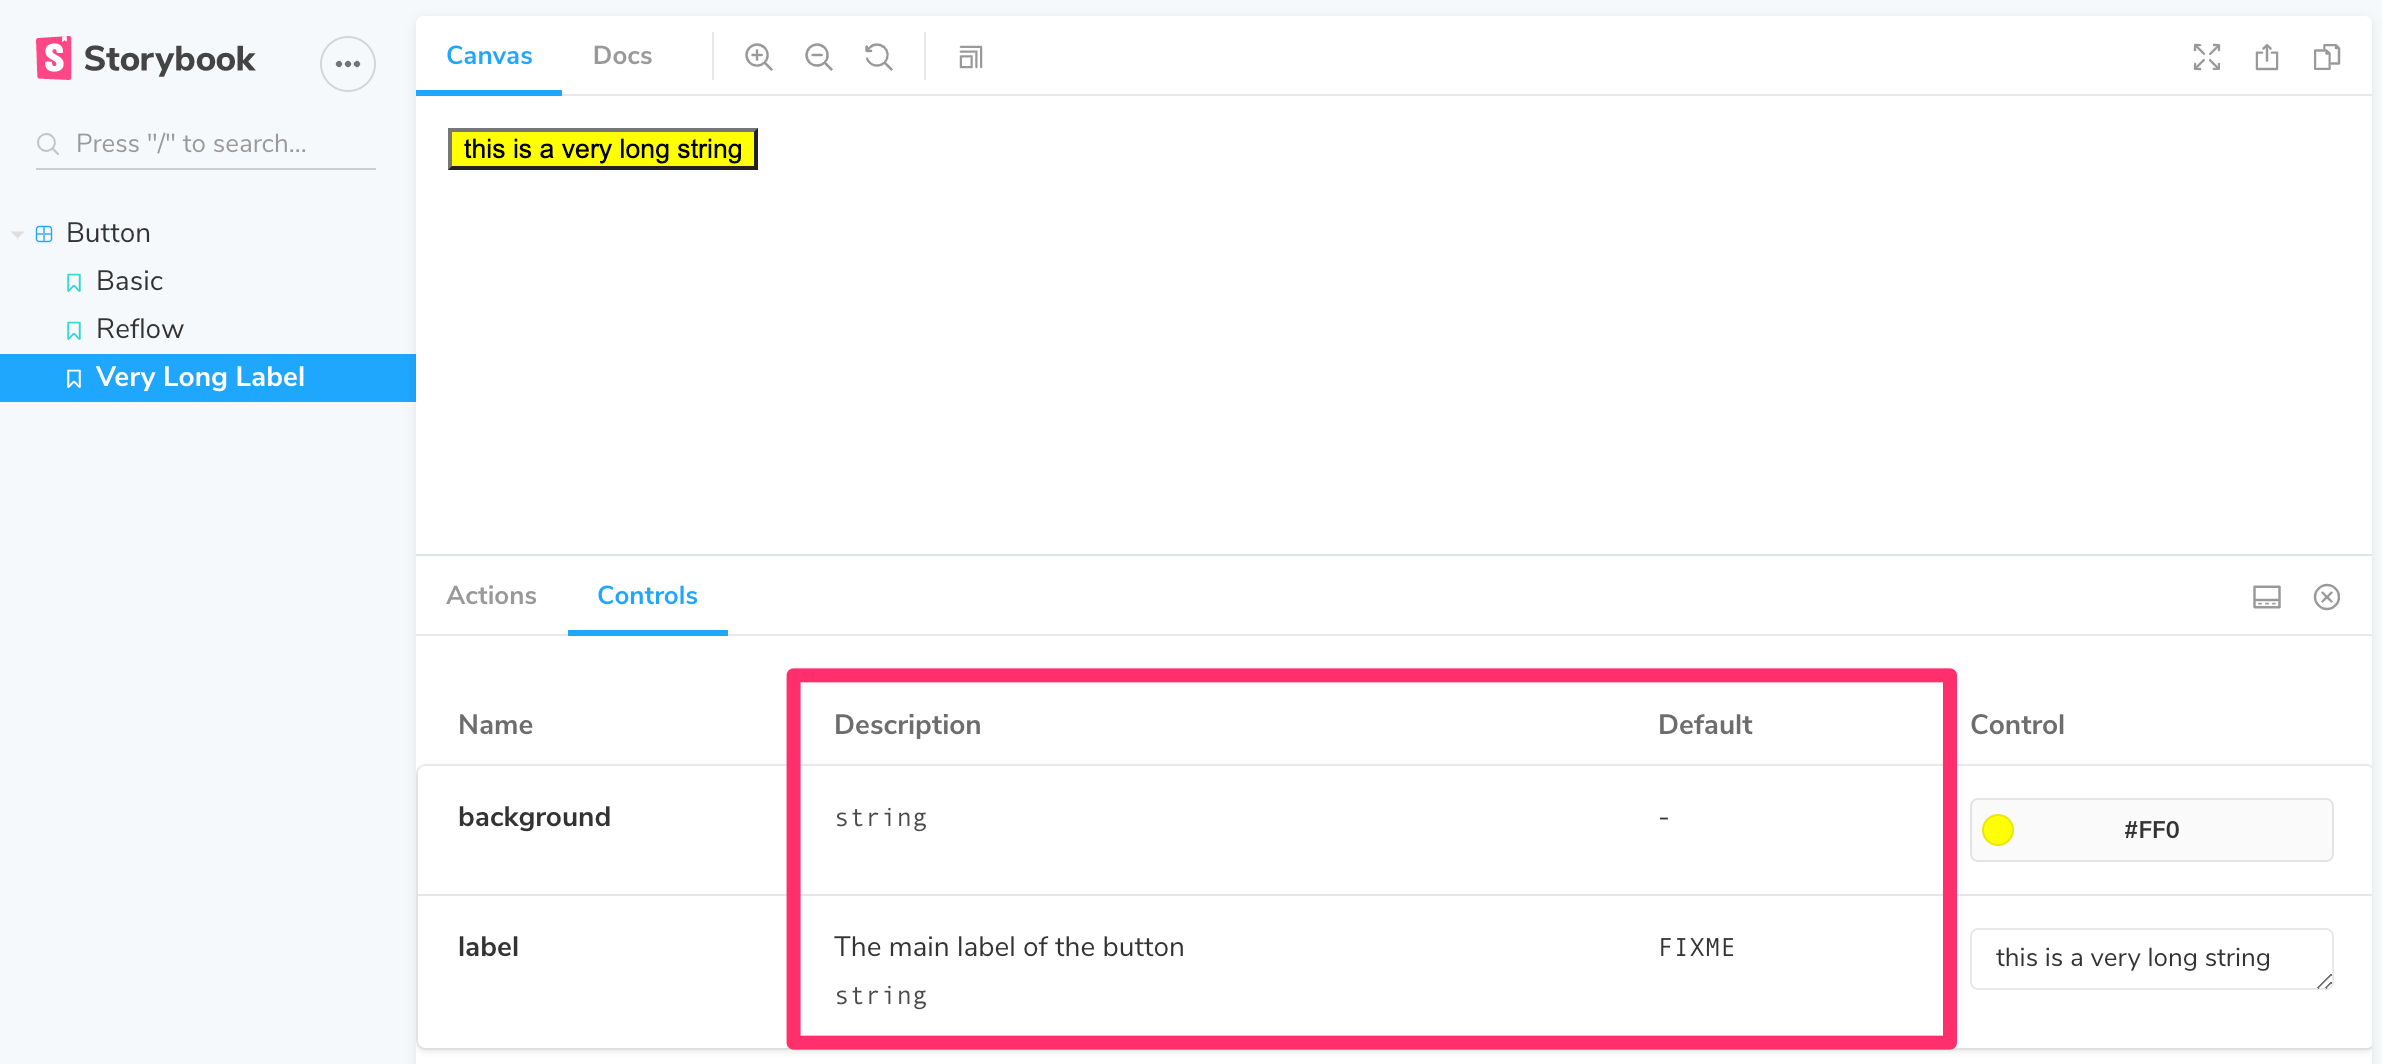 Storybook
Press "/" to search...
Button
Basic
Reflow
Very Long Label
Canvas Docs
this is a very long string
Actions Controls
Name Description Default Control
background string - #FF0
label The main label of the button FIXME this is a very long string
string